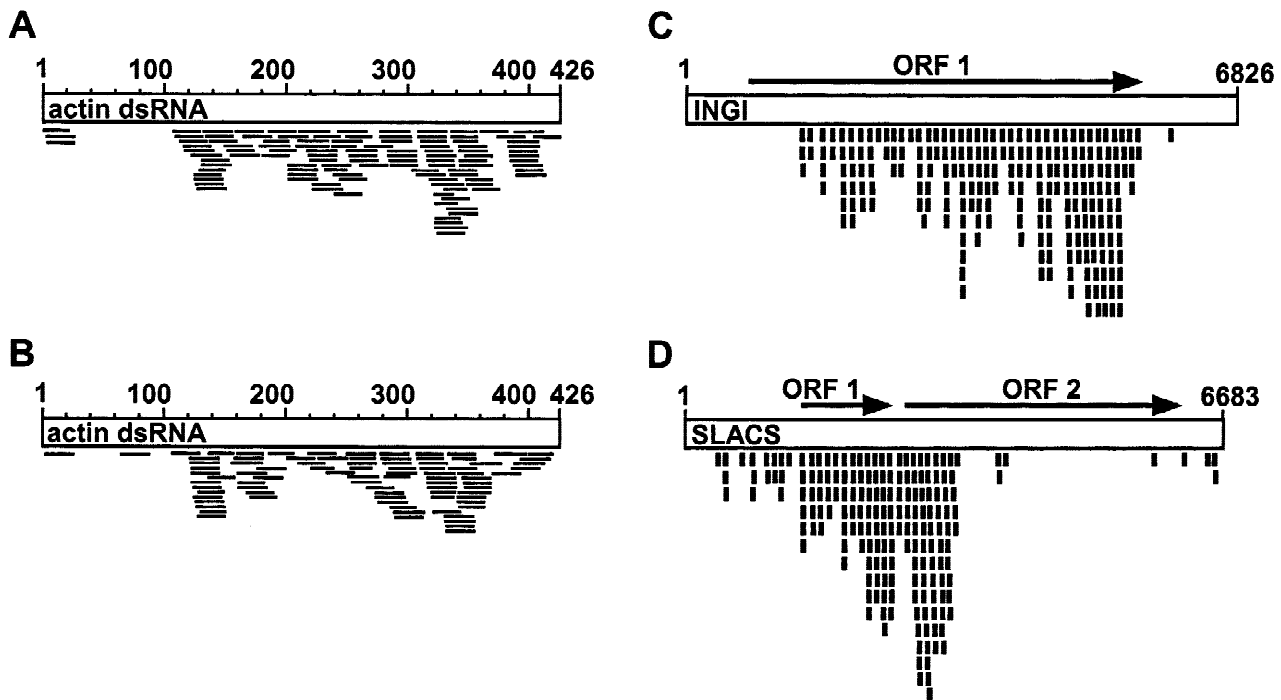 A
1 100 200 300 400 426
actin dsRNA
B
1 100 200 300 400 426
actin dsRNA
C
1 ORF 1 6826
INGI
D
1 ORF 1 ORF 2 6683
SLACS